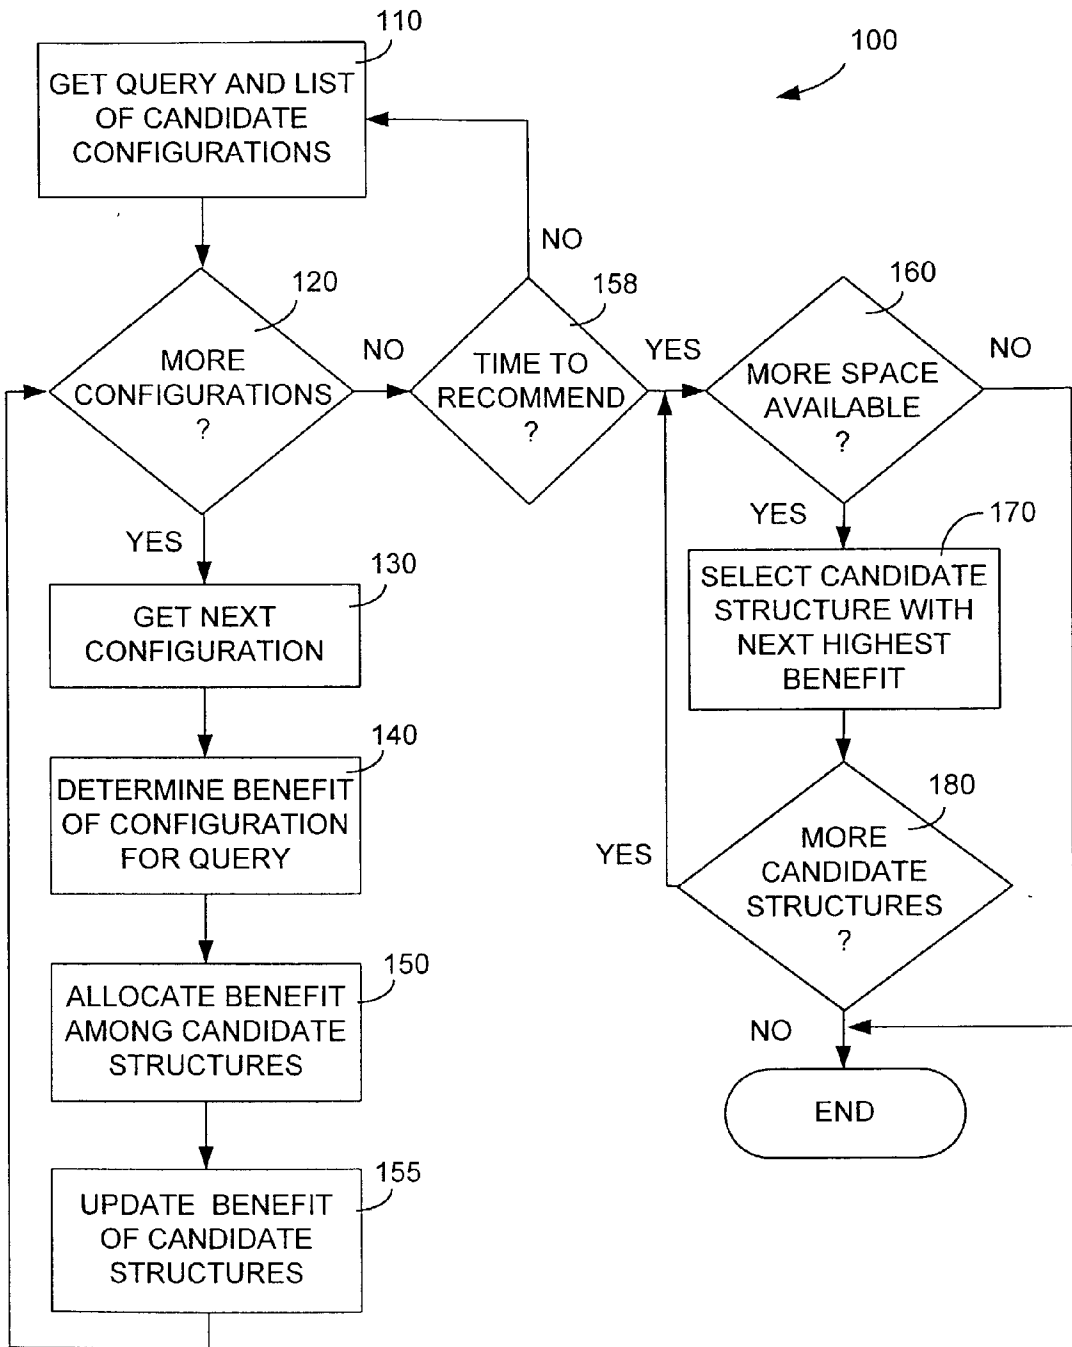 110
100
GET QUERY AND LIST
OF CANDIDATE
CONFIGURATIONS
NO
120
158
160
MORE
CONFIGURATIONS
?
NO
TIME TO
RECOMMEND
?
YES
MORE SPACE
AVAILABLE
?
NO
YES
YES
130
170
GET NEXT
CONFIGURATION
SELECT CANDIDATE
STRUCTURE WITH
NEXT HIGHEST
BENEFIT
140
DETERMINE BENEFIT
OF CONFIGURATION
FOR QUERY
180
MORE
CANDIDATE
STRUCTURES
?
YES
NO
150
ALLOCATE BENEFIT
AMONG CANDIDATE
STRUCTURES
END
155
UPDATE BENEFIT
OF CANDIDATE
STRUCTURES